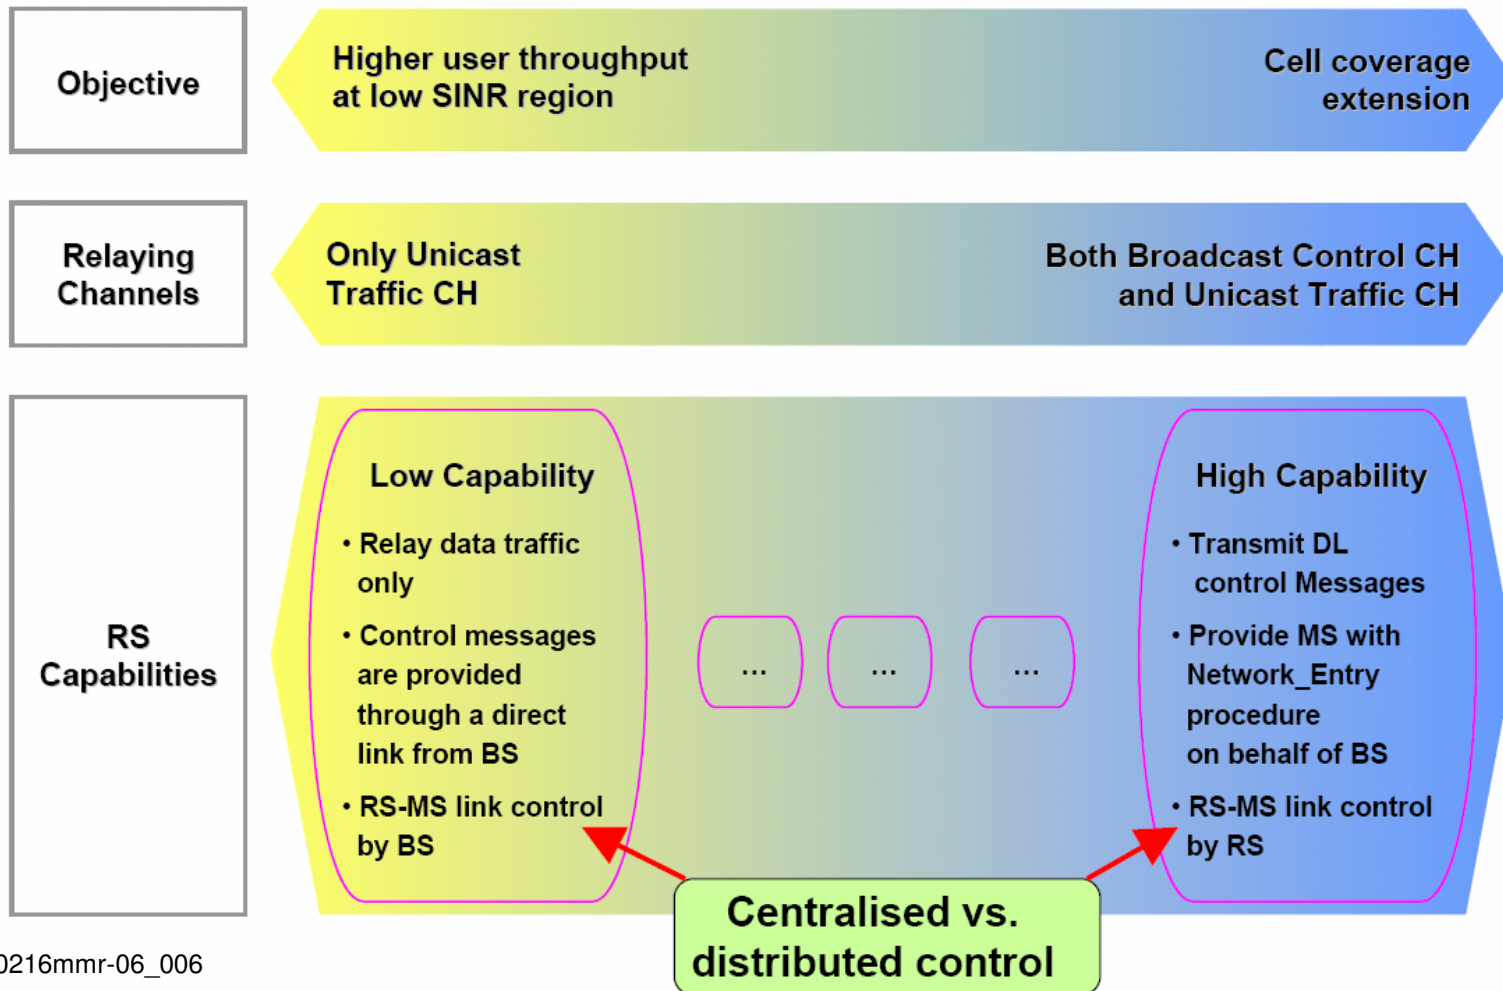 Objective
Higher user throughput
at low SINR region
Cell coverage
extension
Relaying
Channels
Only Unicast
Traffic CH
Both Broadcast Control CH
and Unicast Traffic CH
RS
Capabilities
Low Capability
• Relay data traffic
only
• Control messages
are provided
through a direct
link from BS
• RS-MS link control
by BS
...
...
...
High Capability
• Transmit DL
control Messages
• Provide MS with
Network_Entry
procedure
on behalf of BS
• RS-MS link control
by RS
Centralised vs.
distributed control
0216mmr-06_006